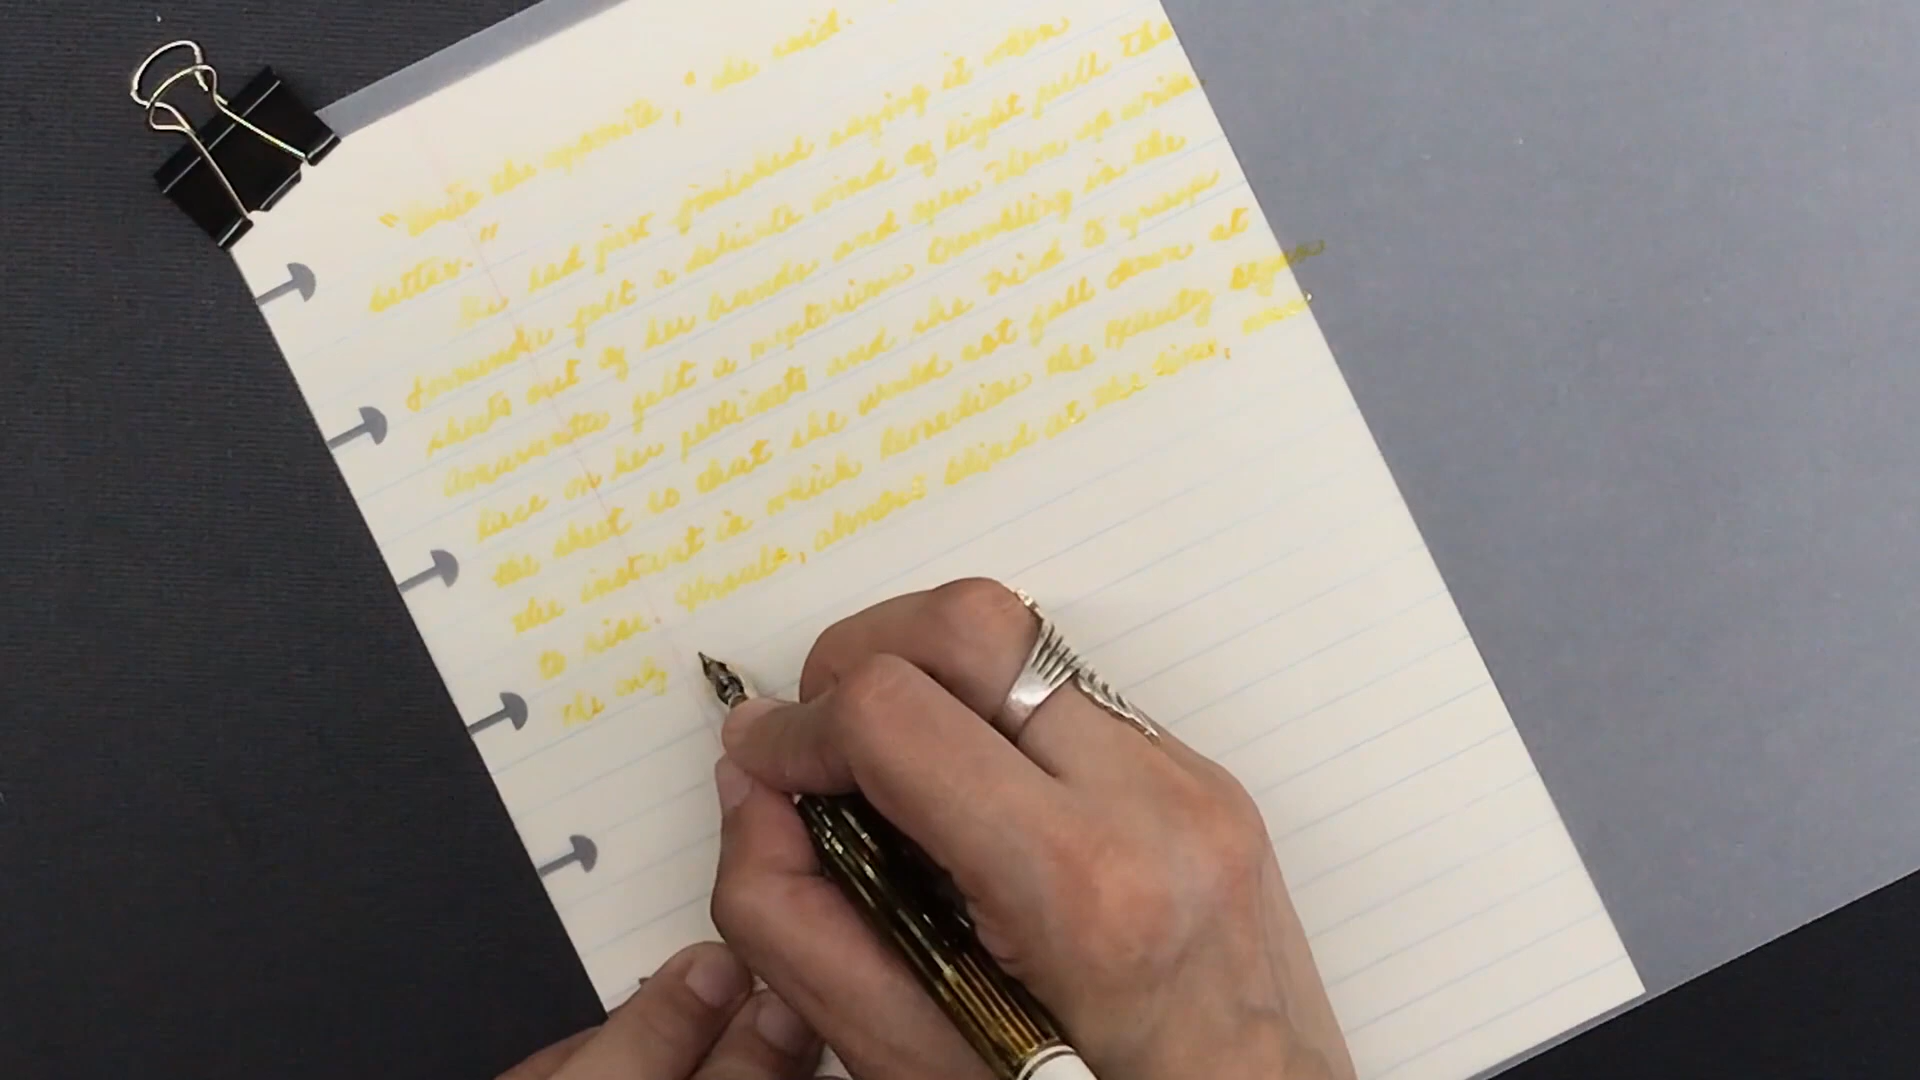 "Quite the opposite," she said. 
better."
She had just finished saying it when
Fernanda felt a delicate wind of light pull the
sheets out of her hands and open them up wide.
Amaranta felt a mysterious trembling in the
lace on her petticoats and she tried to grasp
the sheet so that she would not fall down at
the instant in which Remedios the Beauty began
to rise. Ursula, almost blind at the time, was
the only